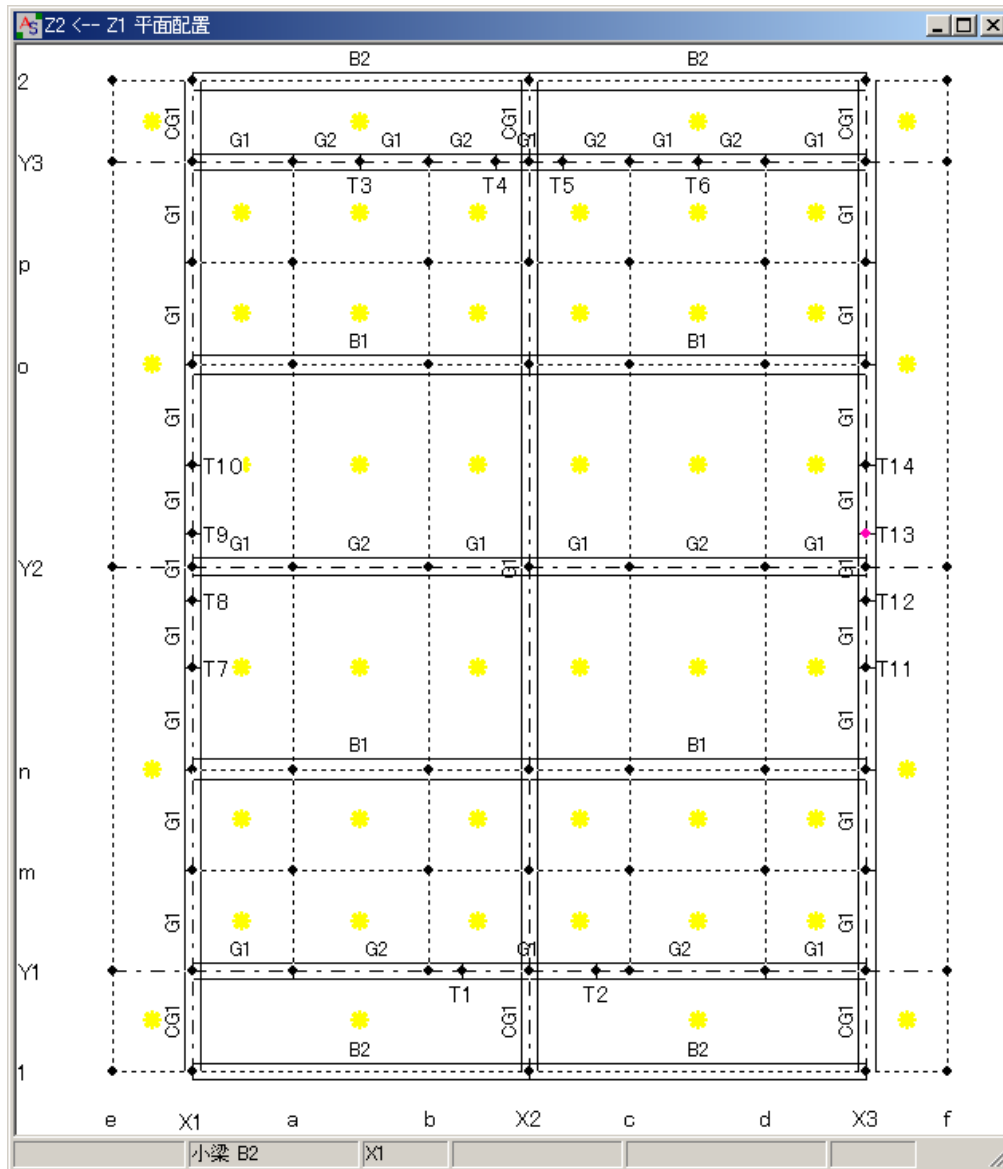 Z2 <-- Z1 平面配置
B2 B2
2
CG1 CG1 CG1
G1 G2 G1 G2 G1 G2 G1 G2 G1
Y3
T3 T4 T5 T6
G1 G1
p
G1 G1
B1 B1
o
G1 G1
T10 T14
G1 G1
T9 T13
G1 G2 G1 G1 G2 G1
Y2 G1 G1 G1
T8 T12
G1 G1
T7 T11
G1 G1
B1 B1
n
G1 G1
m
G1 G1
G1 G2 G1 G2 G1
Y1
T1 T2
CG1 CG1 CG1
B2 B2
1
e X1 a b X2 c d X3 f
小梁 B2 X1